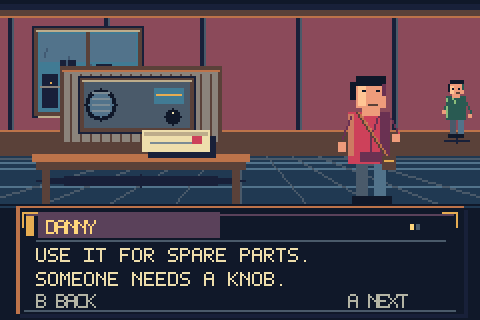 DANNY
USE IT FOR SPARE PARTS.
SOMEONE NEEDS A KNOB.
B BACK A NEXT